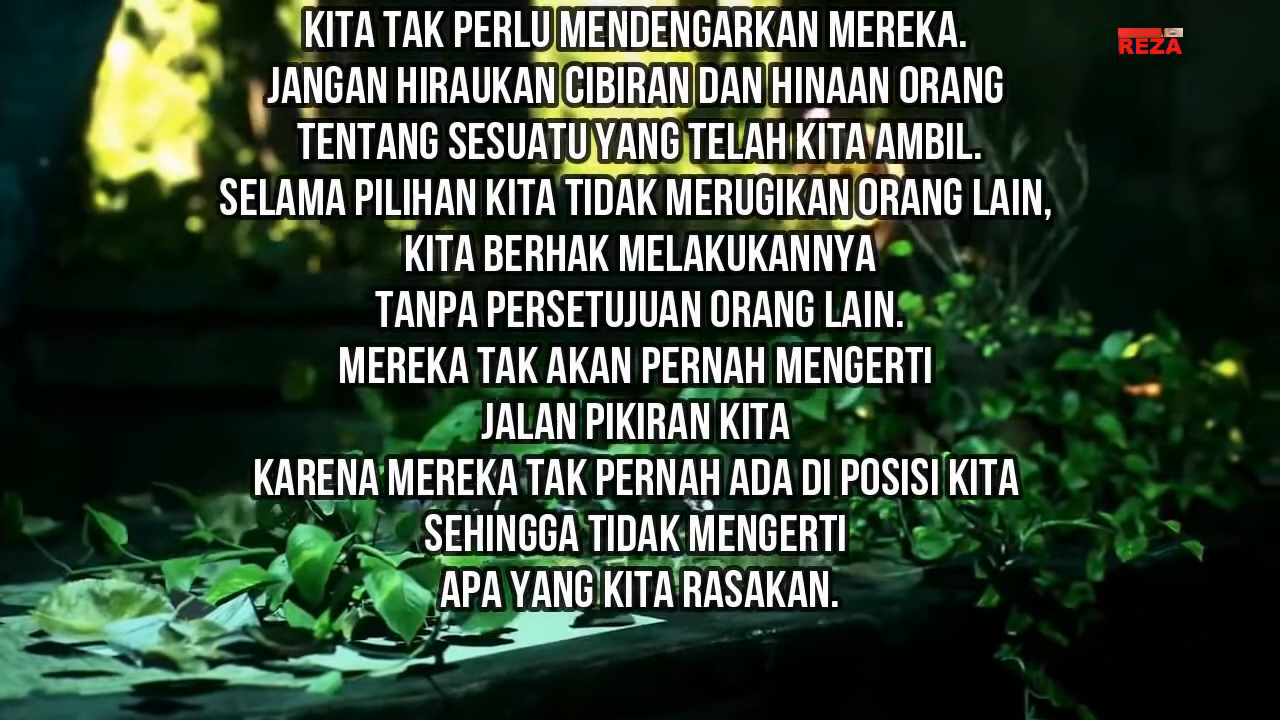 KITA TAK PERLU MENDENGARKAN MEREKA.
REZA
JANGAN HIRAUKAN CIBIRAN DAN HINAAN ORANG
TENTANG SESUATU YANG TELAH KITA AMBIL.
SELAMA PILIHAN KITA TIDAK MERUGIKAN ORANG LAIN,
KITA BERHAK MELAKUKANNYA
TANPA PERSETUJUAN ORANG LAIN.
MEREKA TAK AKAN PERNAH MENGERTI
JALAN PIKIRAN KITA
KARENA MEREKA TAK PERNAH ADA DI POSISI KITA
SEHINGGA TIDAK MENGERTI
APA YANG KITA RASAKAN.